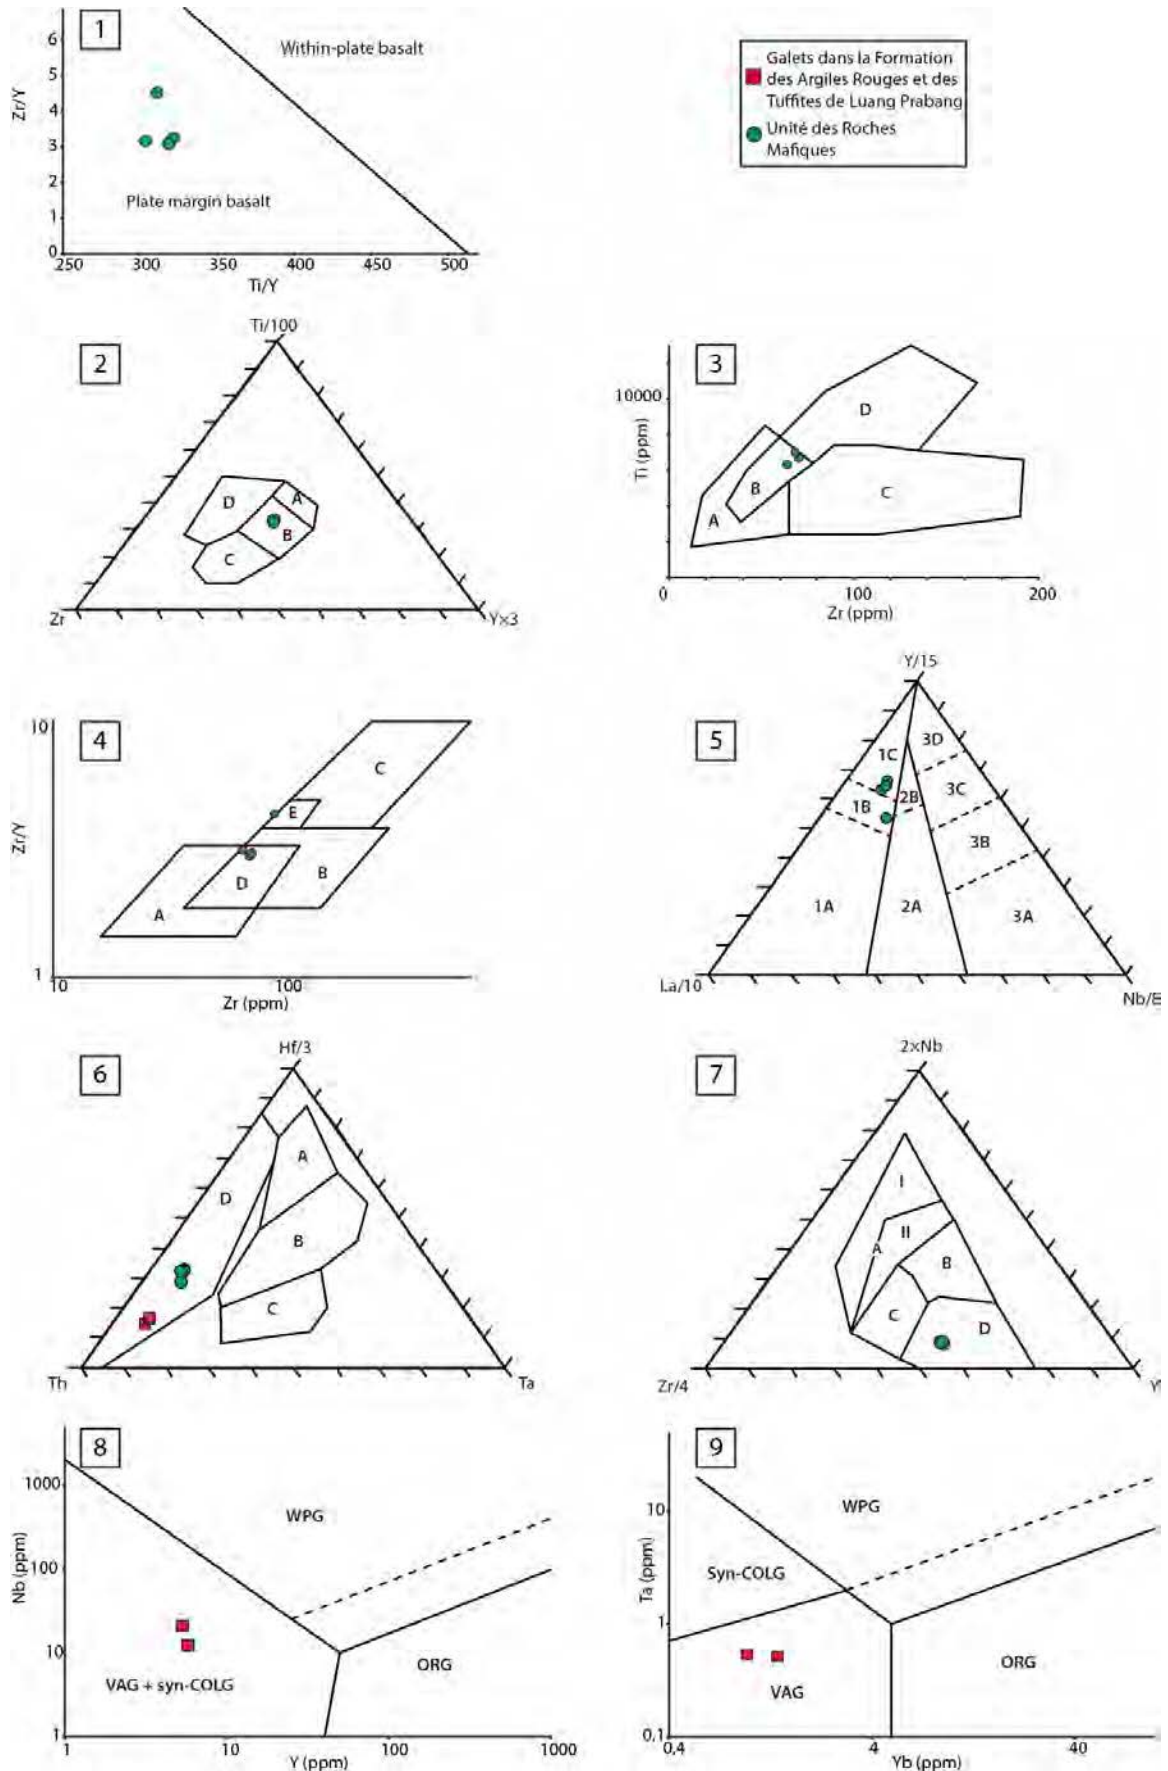 1
Within-plate basalt
Plate margin basalt
Zr/Y
6
5
4
3
2
1
0
250
300
350
400
450
500
Ti/Y
Galets dans la Formation
des Argiles Rouges et des
Tuffites de Luang Prabang
Unité des Roches
Mafiques
2
Ti/100
D
A
B
C
Zr
Y×3
3
10000
Ti (ppm)
D
B
C
A
0
100
200
Zr (ppm)
4
10
Zr/Y
C
E
B
D
A
1
10
100
Zr (ppm)
5
Y/15
1C
3D
2B
3C
1B
3B
1A
2A
3A
La/10
Nb/8
6
Hf/3
A
D
B
C
Th
Ta
7
2×Nb
I
II
A
B
C
D
Zr/4
Y
8
1000
WPG
Nb (ppm)
100
10
ORG
VAG + syn-COLG
1
1
10
100
1000
Y (ppm)
9
WPG
10
Ta (ppm)
Syn-COLG
1
ORG
VAG
0.1
0,4
4
40
Yb (ppm)